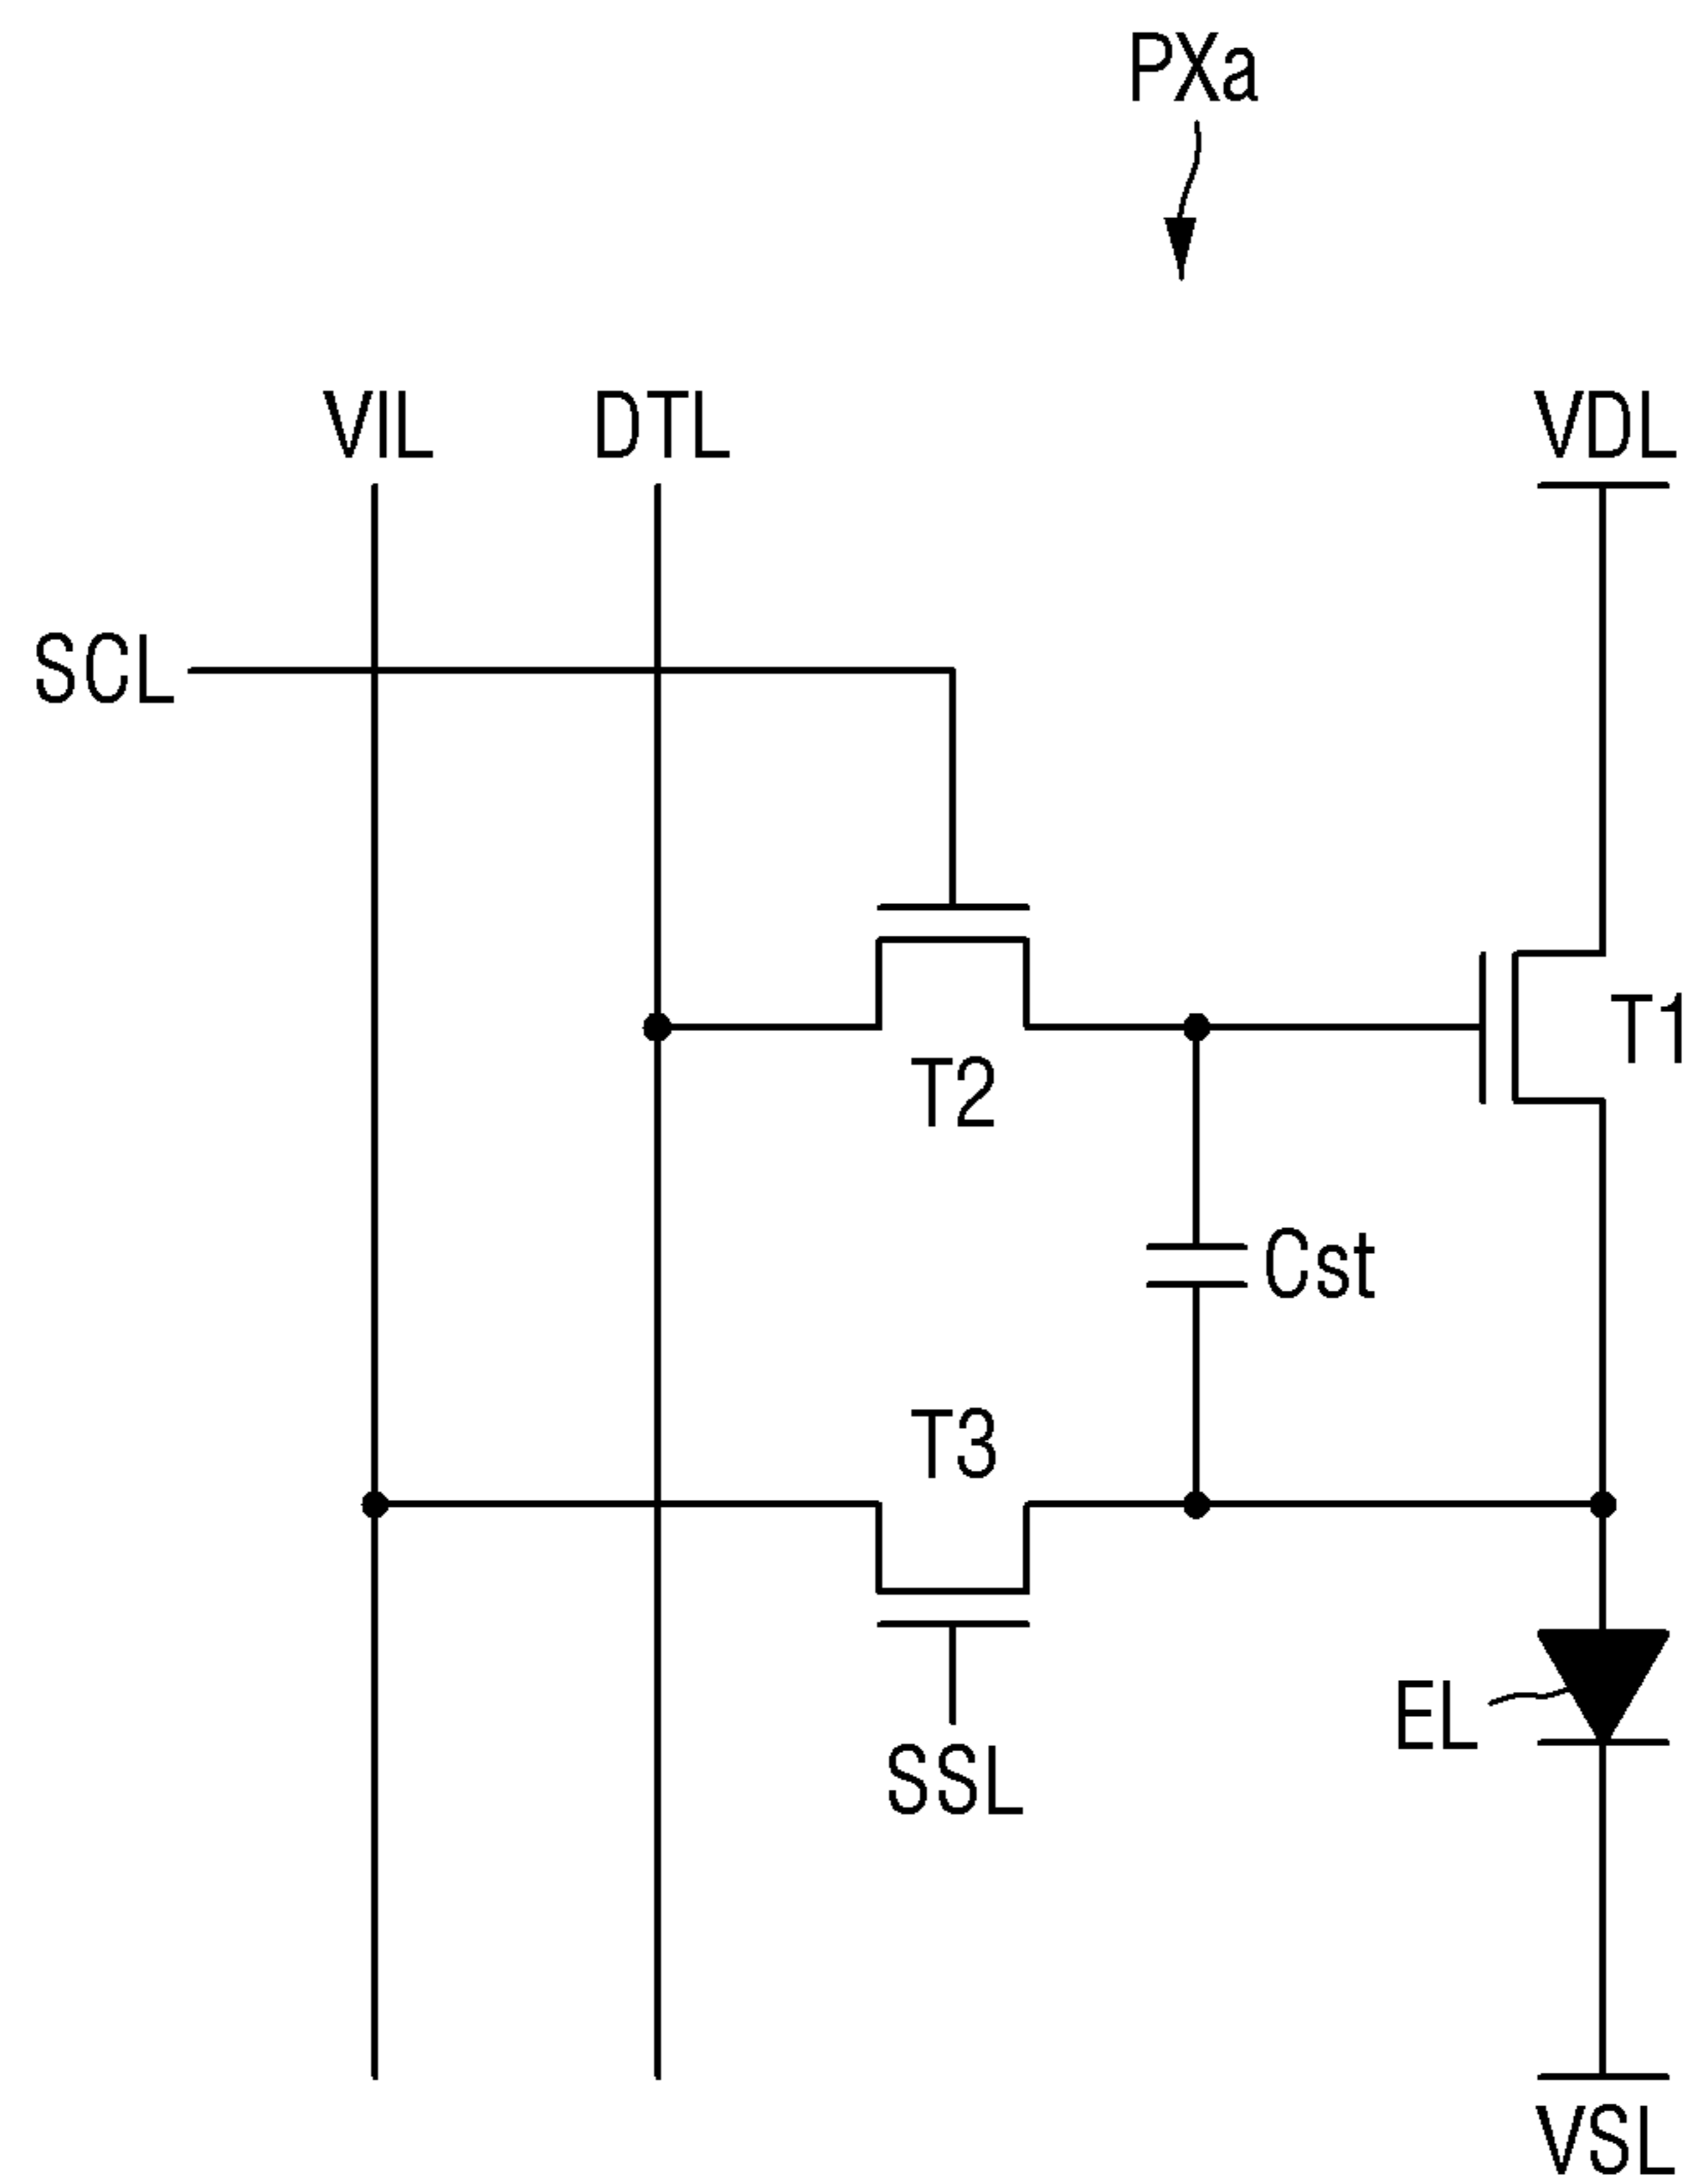 PXa
VIL DTL VDL
SCL
T1
T2
Cst
T3
EL
SSL
VSL